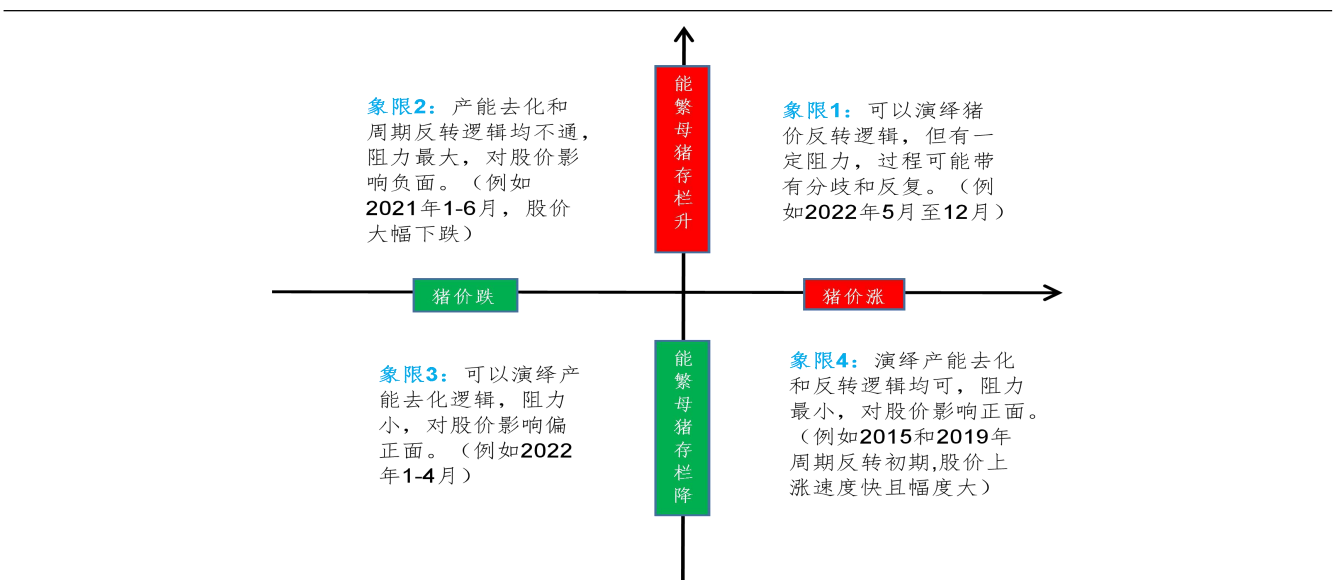 象限2：产能去化和
周期反转逻辑均不通，
阻力最大，对股价影
响负面。（例如
2021年1-6月，股价
大幅下跌）
能繁母猪存栏升
象限1：可以演绎猪
价反转逻辑，但有一
定阻力，过程可能带
有分歧和反复。（例
如2022年5月至12月）
猪价跌
猪价涨
象限3：可以演绎产
能去化逻辑，阻力
小，对股价影响偏
正面。（例如2022
年1-4月）
能繁母猪存栏降
象限4：演绎产能去化
和反转逻辑均可，阻力
最小，对股价影响正面。
（例如2015和2019年
周期反转初期,股价上
涨速度快且幅度大）